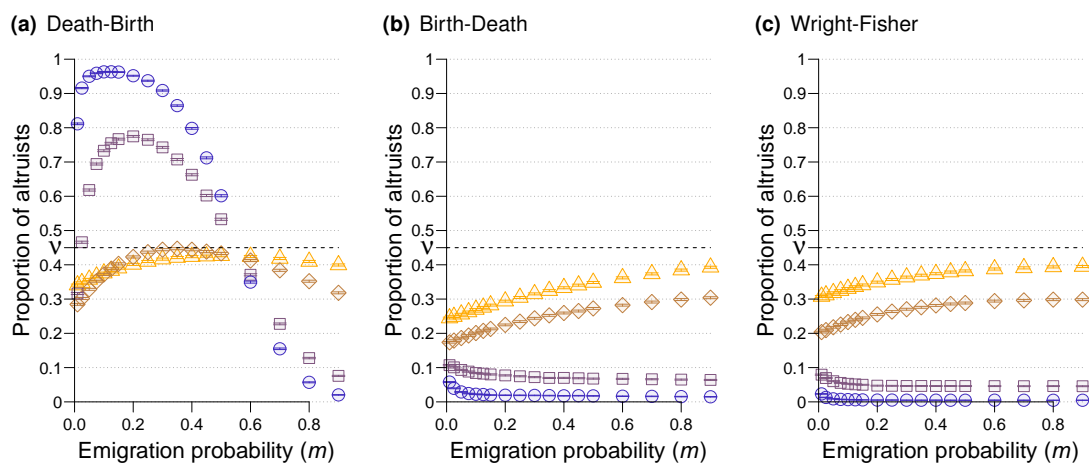 (a) Death-Birth
(b) Birth-Death
(c) Wright-Fisher
Proportion of altruists
1
0.9
0.8
0.7
0.6
0.5
ν
0.4
0.3
0.2
0.1
0
0.0 0.2 0.4 0.6 0.8
Emigration probability (m)
Proportion of altruists
1
0.9
0.8
0.7
0.6
0.5
ν
0.4
0.3
0.2
0.1
0
0.0 0.2 0.4 0.6 0.8
Emigration probability (m)
Proportion of altruists
1
0.9
0.8
0.7
0.6
0.5
ν
0.4
0.3
0.2
0.1
0
0.0 0.2 0.4 0.6 0.8
Emigration probability (m)